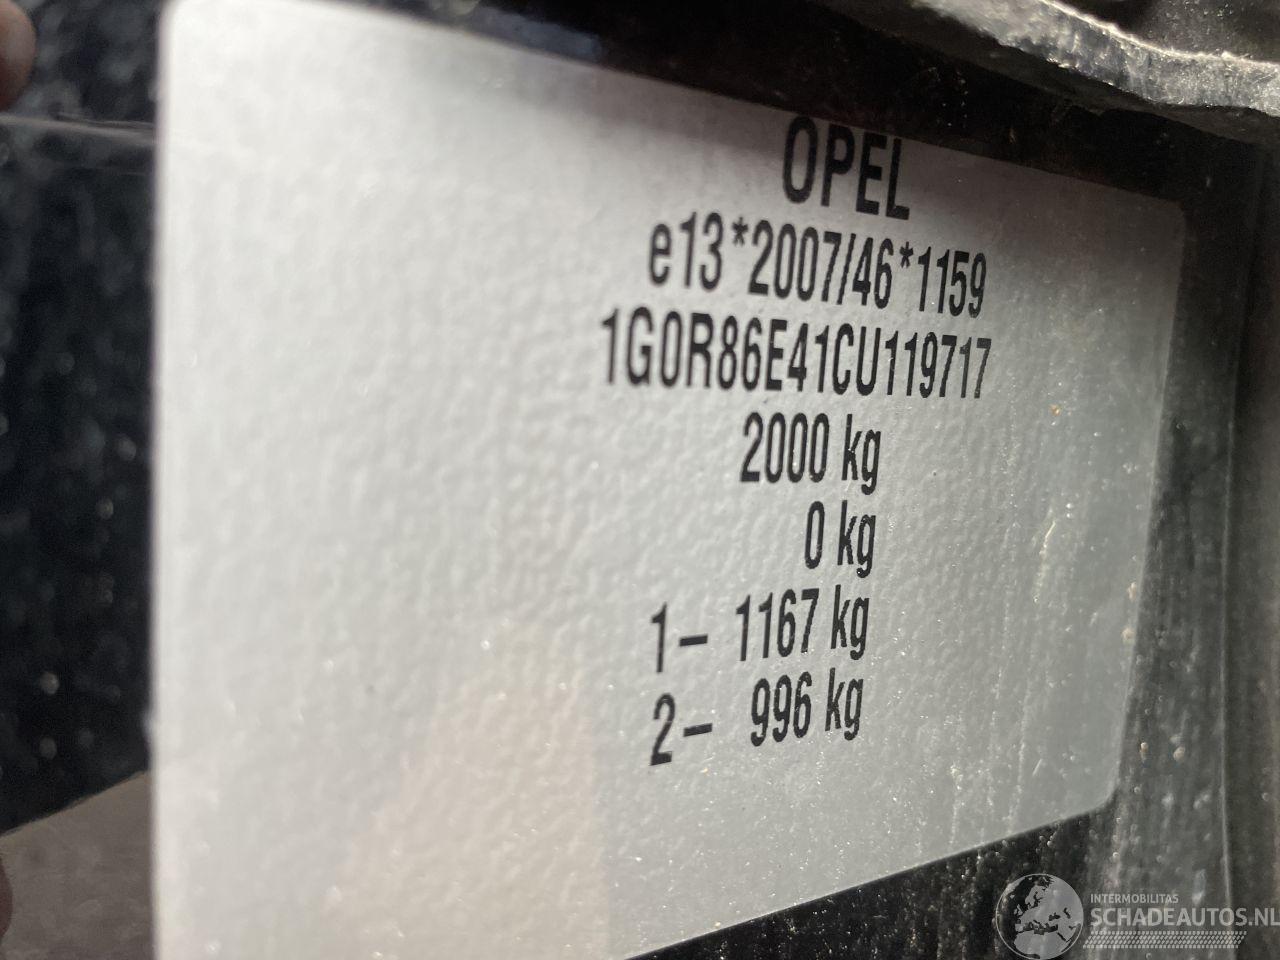 OPEL
e13*2007/46*1159
1G0R86E41CU119717
2000 kg
0 kg
1- 1167 kg
2- 996 kg
INTERMOBILITAS
SCHADEAUTOS.NL